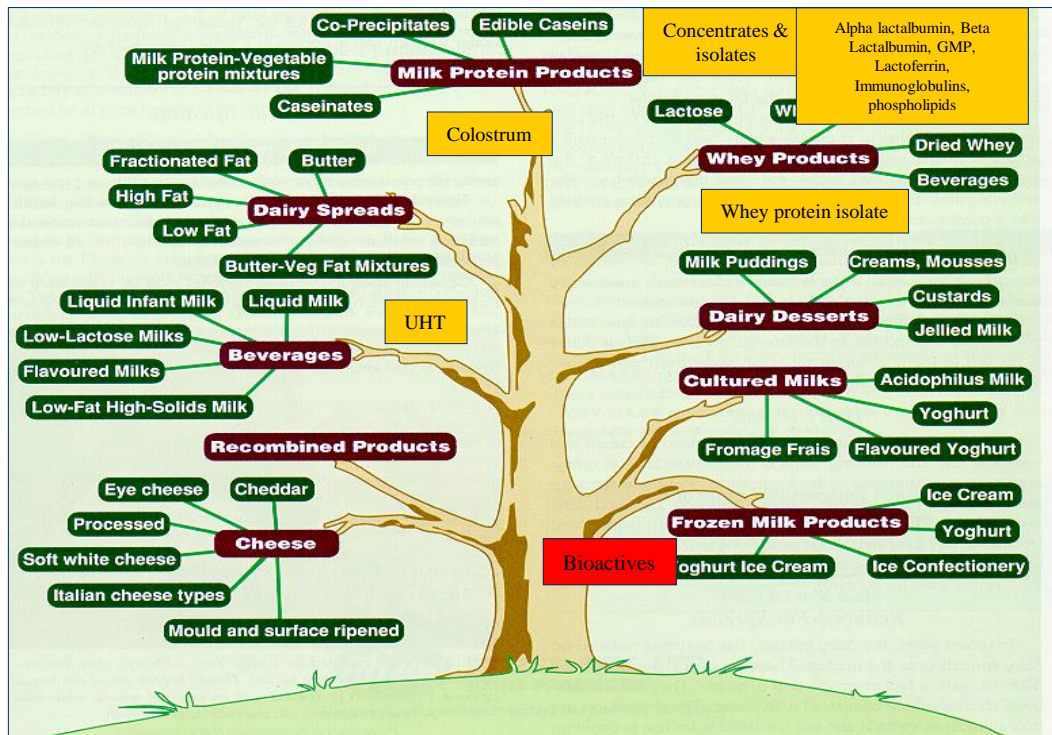 Co-Precipitates
Edible Caseins
Milk Protein-Vegetable
protein mixtures
Milk Protein Products
Caseinates
Concentrates &
isolates
Alpha lactalbumin, Beta
Lactalbumin, GMP,
Lactoferrin,
Immunoglobulins,
phospholipids
Lactose
Whey Products
Dried Whey
Beverages
Colostrum
Fractionated Fat
Butter
High Fat
Dairy Spreads
Low Fat
Butter-Veg Fat Mixtures
Whey protein isolate
Milk Puddings
Creams, Mousses
Custards
Dairy Desserts
Jellied Milk
Liquid Infant Milk
Liquid Milk
UHT
Low-Lactose Milks
Beverages
Flavoured Milks
Low-Fat High-Solids Milk
Cultured Milks
Acidophilus Milk
Yoghurt
Fromage Frais
Flavoured Yoghurt
Recombined Products
Eye cheese
Cheddar
Processed
Cheese
Soft white cheese
Italian cheese types
Mould and surface ripened
Ice Cream
Frozen Milk Products
Yoghurt
Bioactives
Yoghurt Ice Cream
Ice Confectionery